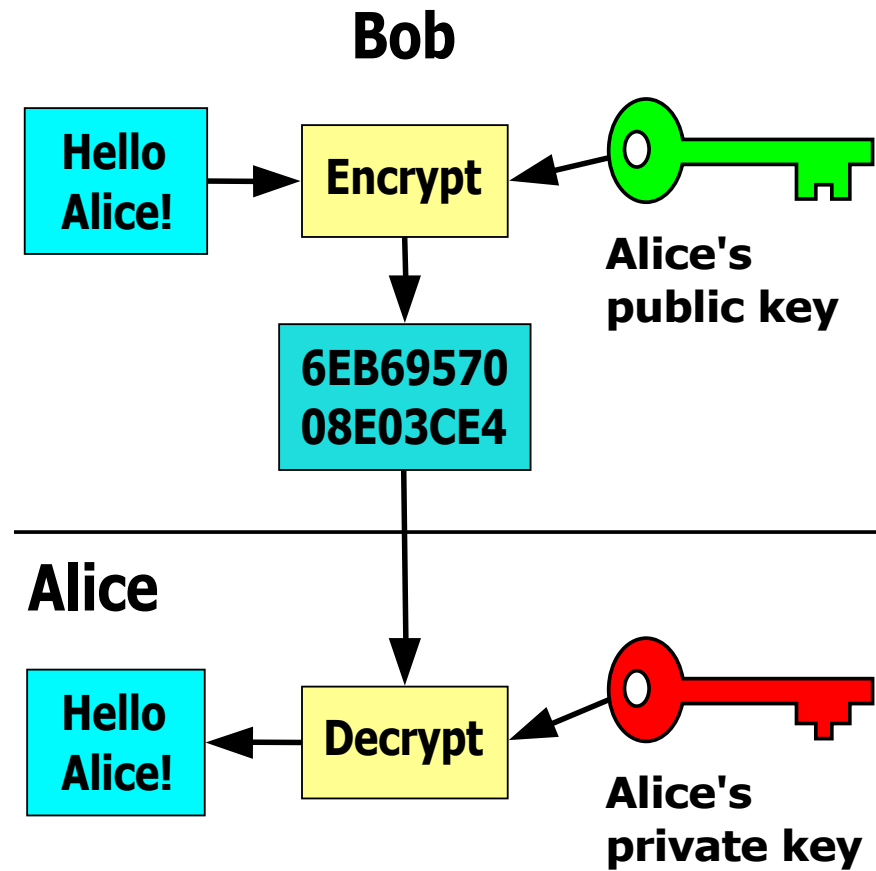 Bob
Hello
Alice!
Encrypt
Alice's
public key
6EB69570
08E03CE4
Alice
Hello
Alice!
Decrypt
Alice's
private key